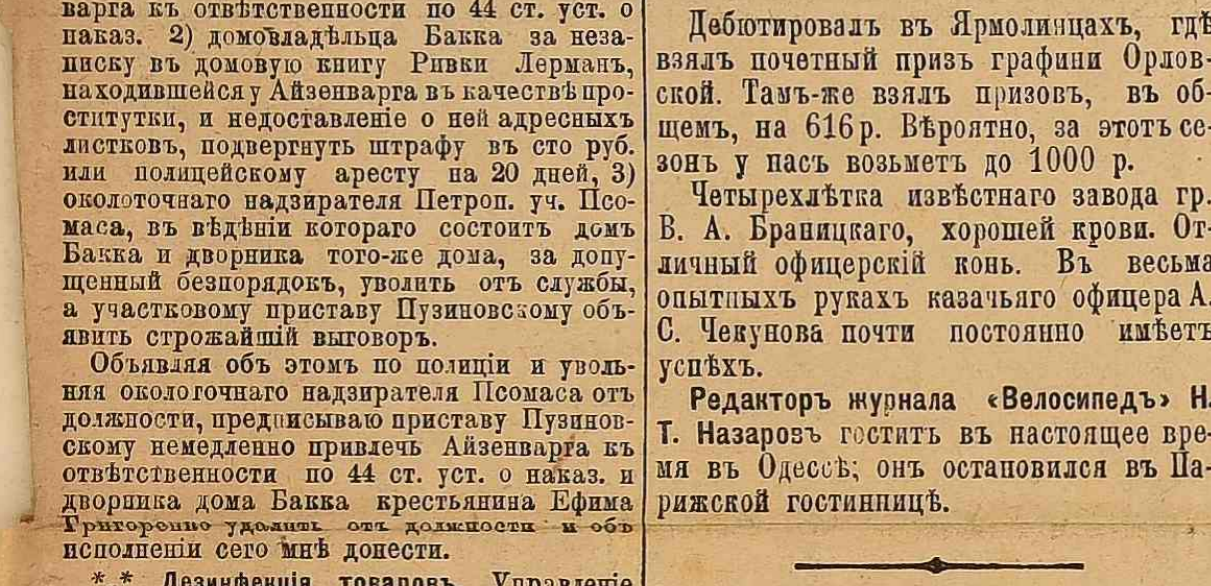 варга къ отвѣтственности по 44 ст. уст. о
наказ. 2) домовладѣльца Бакка за неза-
писку въ домовую книгу Ривки Лерманъ,
находившейся у Айзенварга въ качествѣ про-
ститутки, и недоставленіе о ней адресныхъ
листковъ, подвергнуть штрафу въ сто руб.
или полицейскому аресту на 20 дней, 3)
околоточнаго надзирателя Петроп. уч. Псо-
маса, въ вѣдѣніи котораго состоитъ домъ
Бакка и дворника того-же дома, за допу-
щенный безпорядокъ, уволить отъ службы,
а участковому приставу Пузиновскому объ-
явить строжайшій выговоръ.
Объявляя объ этомъ по полиціи и уволь-
няя околоточнаго надзирателя Псомаса отъ
должности, предписываю приставу Пузинов-
скому немедленно привлечь Айзенварга къ
отвѣтственности по 44 ст. уст. о наказ. и
дворника дома Бакка крестьянина Ефима
Григоренко удалить отъ должности и объ
исполненіи сего мнѣ донести.
* * Дезинфекція товаровъ. Управленіе
Дебютировалъ въ Ярмолинцахъ, гдѣ
взялъ почетный призъ графини Орлов-
ской. Тамъ-же взялъ призовъ, въ об-
щемъ, на 616 р. Вѣроятно, за этотъ се-
зонъ у насъ возьметъ до 1000 р.
Четырехлѣтка извѣстнаго завода гр.
В. А. Браницкаго, хорошей крови. От-
личный офицерскій конь. Въ весьма
опытныхъ рукахъ казачьяго офицера А.
С. Чекунова почти постоянно имѣетъ
успѣхъ.
Редакторъ журнала «Велосипедъ» Н.
Т. Назаровъ гоститъ въ настоящее вре-
мя въ Одессѣ; онъ остановился въ Па-
рижской гостинницѣ.